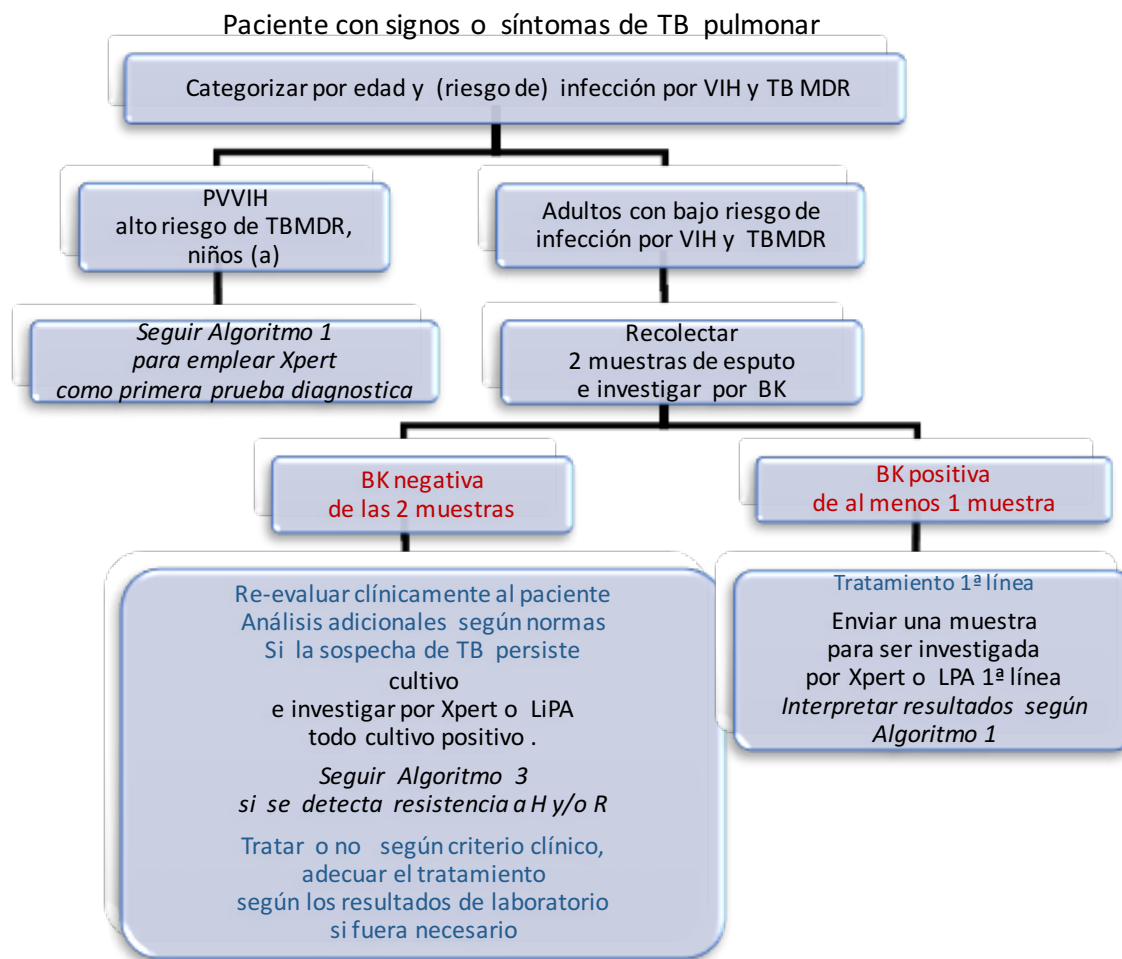 Paciente con signos o síntomas de TB pulmonar
Categorizar por edad y (riesgo de) infección por VIH y TB MDR
PVVIH
alto riesgo de TBMDR,
niños (a)
Adultos con bajo riesgo de
infección por VIH y TBMDR
Seguir Algoritmo 1
para emplear Xpert
como primera prueba diagnostica
Recolectar
2 muestras de esputo
e investigar por BK
BK negativa
de las 2 muestras
BK positiva
de al menos 1 muestra
Re-evaluar clínicamente al paciente
Análisis adicionales según normas
Si la sospecha de TB persiste
cultivo
e investigar por Xpert o LiPA
todo cultivo positivo .
Seguir Algoritmo 3
si se detecta resistencia a H y/o R
Tratar o no según criterio clínico,
adecuar el tratamiento
según los resultados de laboratorio
si fuera necesario
Tratamiento 1ª línea
Enviar una muestra
para ser investigada
por Xpert o LPA 1ª línea
Interpretar resultados según
Algoritmo 1